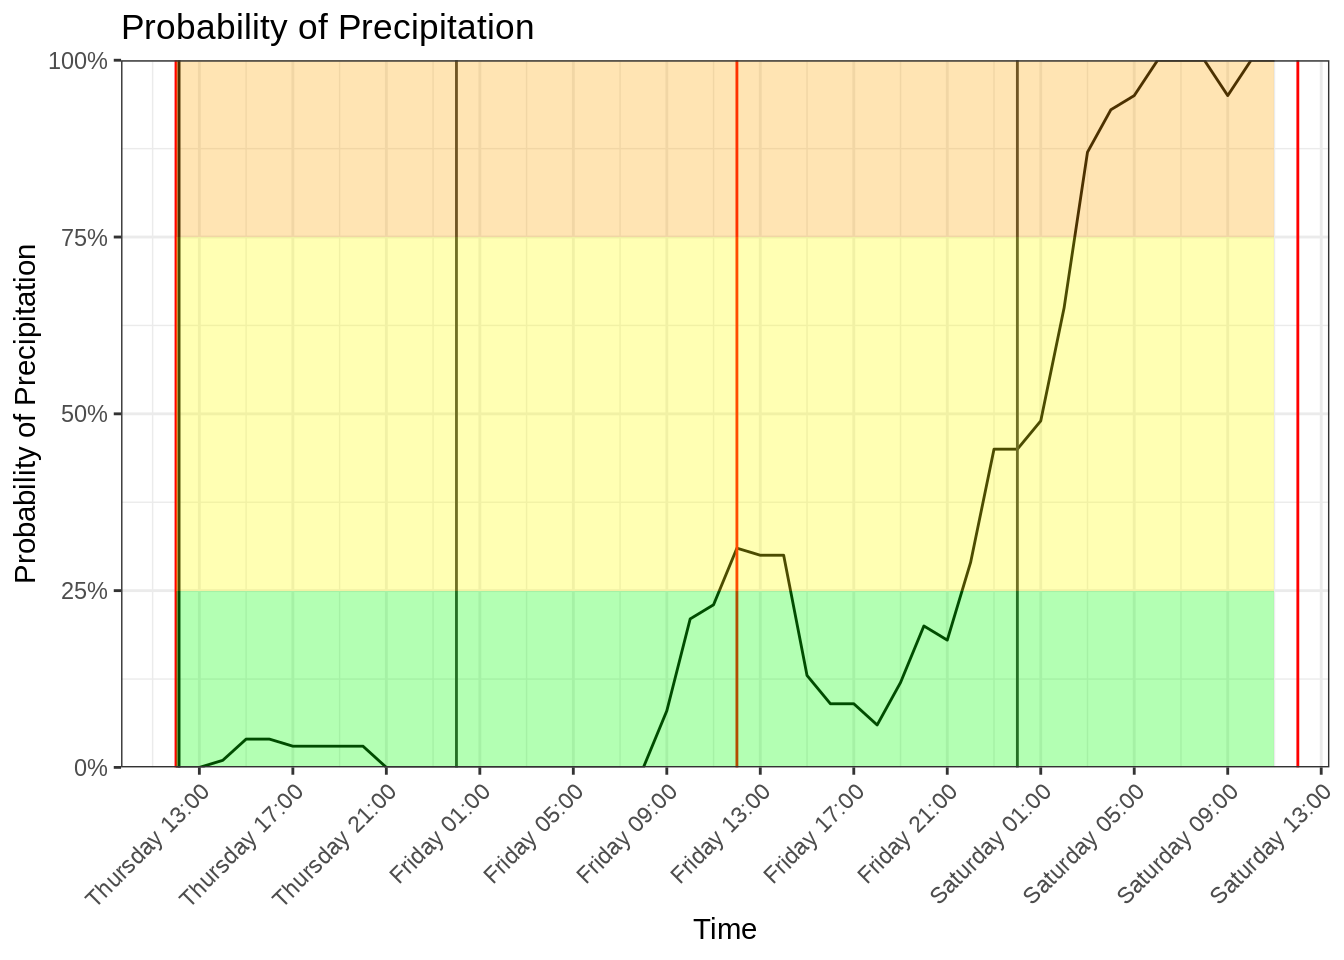 Probability of Precipitation
Probability of Precipitation
100%
75%
50%
25%
0%
Thursday 13:00
Thursday 17:00
Thursday 21:00
Friday 01:00
Friday 05:00
Friday 09:00
Friday 13:00
Friday 17:00
Friday 21:00
Saturday 01:00
Saturday 05:00
Saturday 09:00
Saturday 13:00
Time